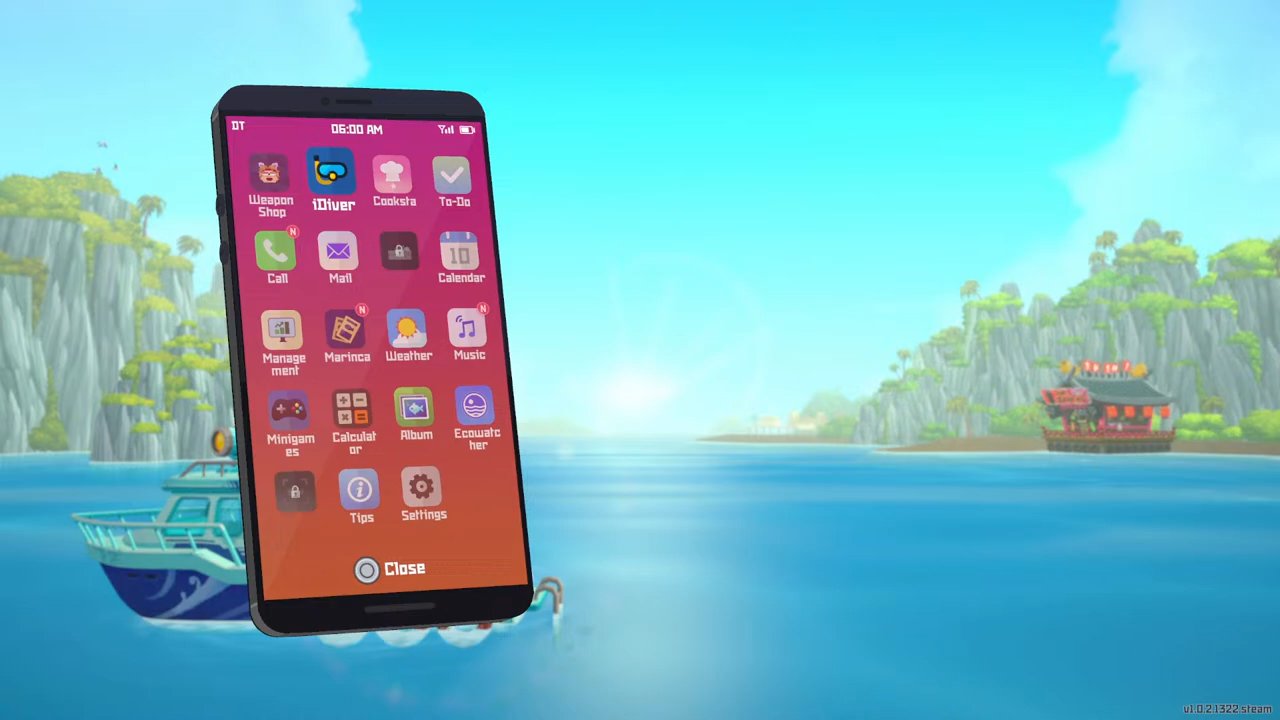 DT
06:00 AM
Weapon
Shop
iDiver
Cooksta
To-Do
N
Call
Mail
10
Calendar
Manage
ment
N
Marinca
Weather
N
Music
Minigam
es
Calculat
or
Album
Ecowatc
her
Tips
Settings
Close
v1.0.2.1322.steam